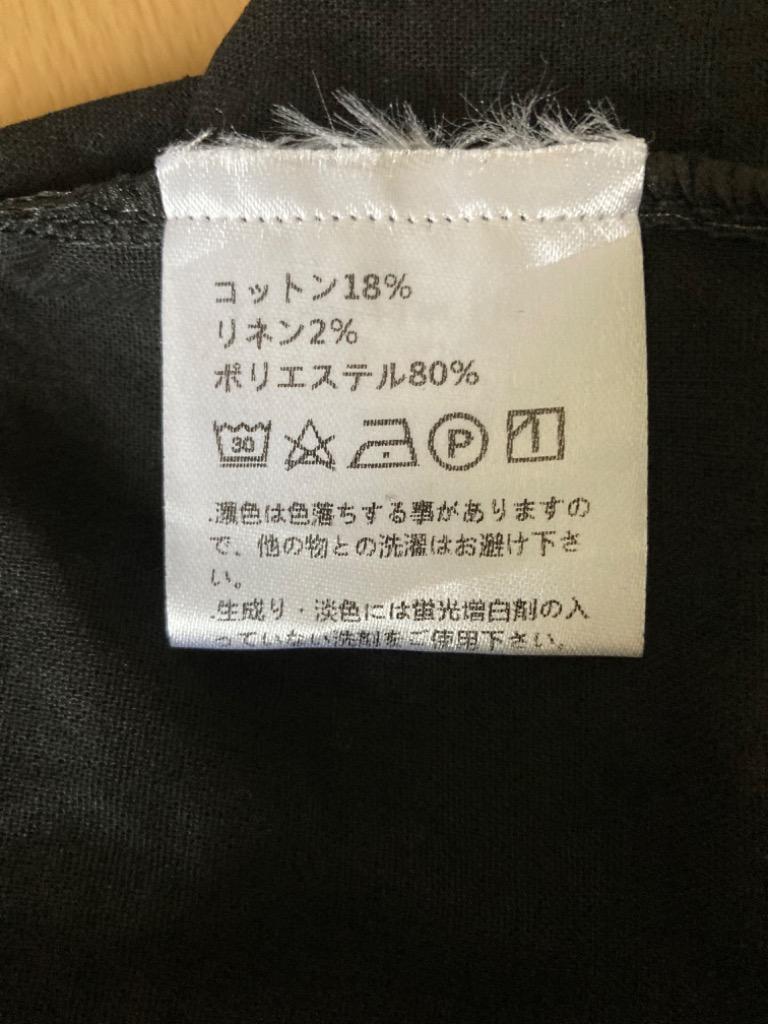 コットン18%
リネン2%
ポリエステル80%
30 P
.濃色は色落ちする事がありますの
で、他の物との洗濯はお避け下さ
い。
.生成り・淡色には蛍光増白剤の入
っていない洗剤をご使用下さい。